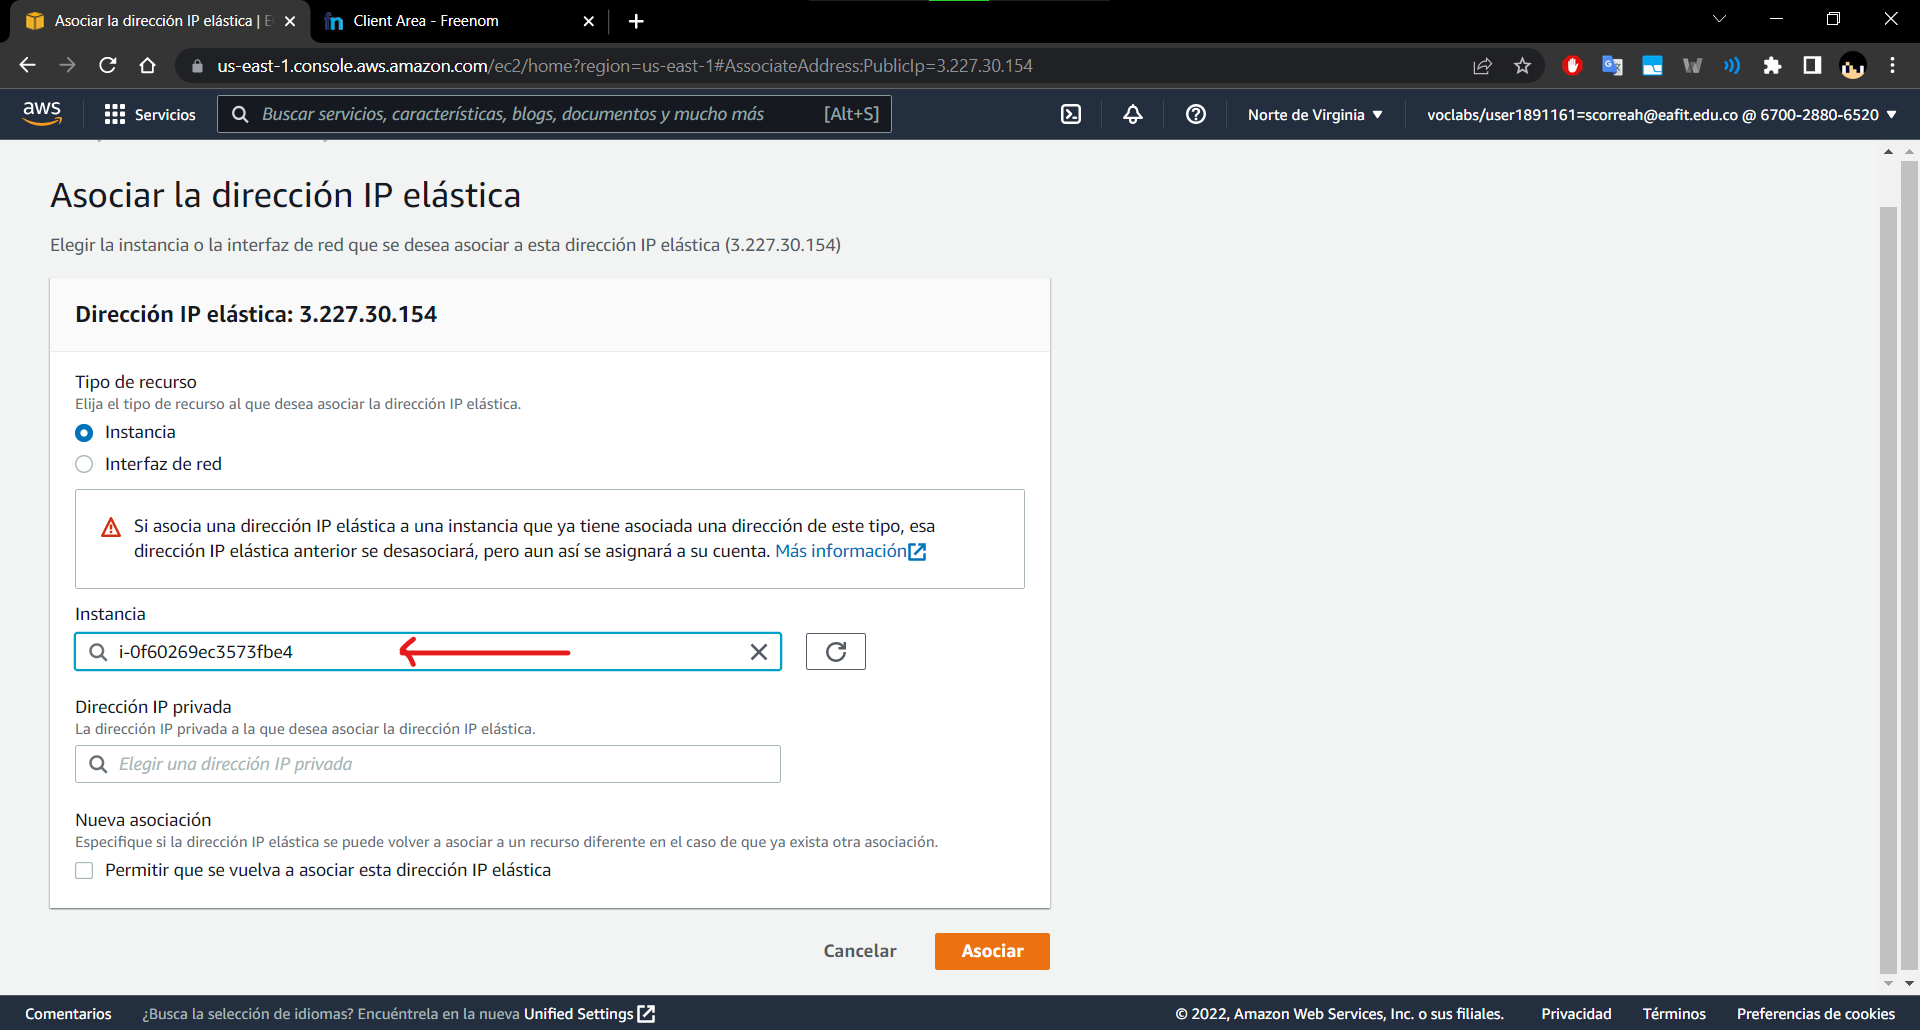 Asociar la dirección IP elástica | E
Client Area - Freenom
us-east-1.console.aws.amazon.com/ec2/home?region=us-east-1#AssociateAddress:PublicIp=3.227.30.154
aws
Servicios
Buscar servicios, características, blogs, documentos y mucho más
[Alt+S]
Norte de Virginia
voclabs/user1891161=scorreah@eafit.edu.co @ 6700-2880-6520
Asociar la dirección IP elástica
Elegir la instancia o la interfaz de red que se desea asociar a esta dirección IP elástica (3.227.30.154)
Dirección IP elástica: 3.227.30.154
Tipo de recurso
Elija el tipo de recurso al que desea asociar la dirección IP elástica.
Instancia
Interfaz de red
Si asocia una dirección IP elástica a una instancia que ya tiene asociada una dirección de este tipo, esa
dirección IP elástica anterior se desasociará, pero aun así se asignará a su cuenta. Más información
Instancia
i-0f60269ec3573fbe4
Dirección IP privada
La dirección IP privada a la que desea asociar la dirección IP elástica.
Elegir una dirección IP privada
Nueva asociación
Especifique si la dirección IP elástica se puede volver a asociar a un recurso diferente en el caso de que ya exista otra asociación.
Permitir que se vuelva a asociar esta dirección IP elástica
Cancelar
Asociar
Comentarios
¿Busca la selección de idiomas? Encuéntrela en la nueva Unified Settings
© 2022, Amazon Web Services, Inc. o sus filiales.
Privacidad
Términos
Preferencias de cookies